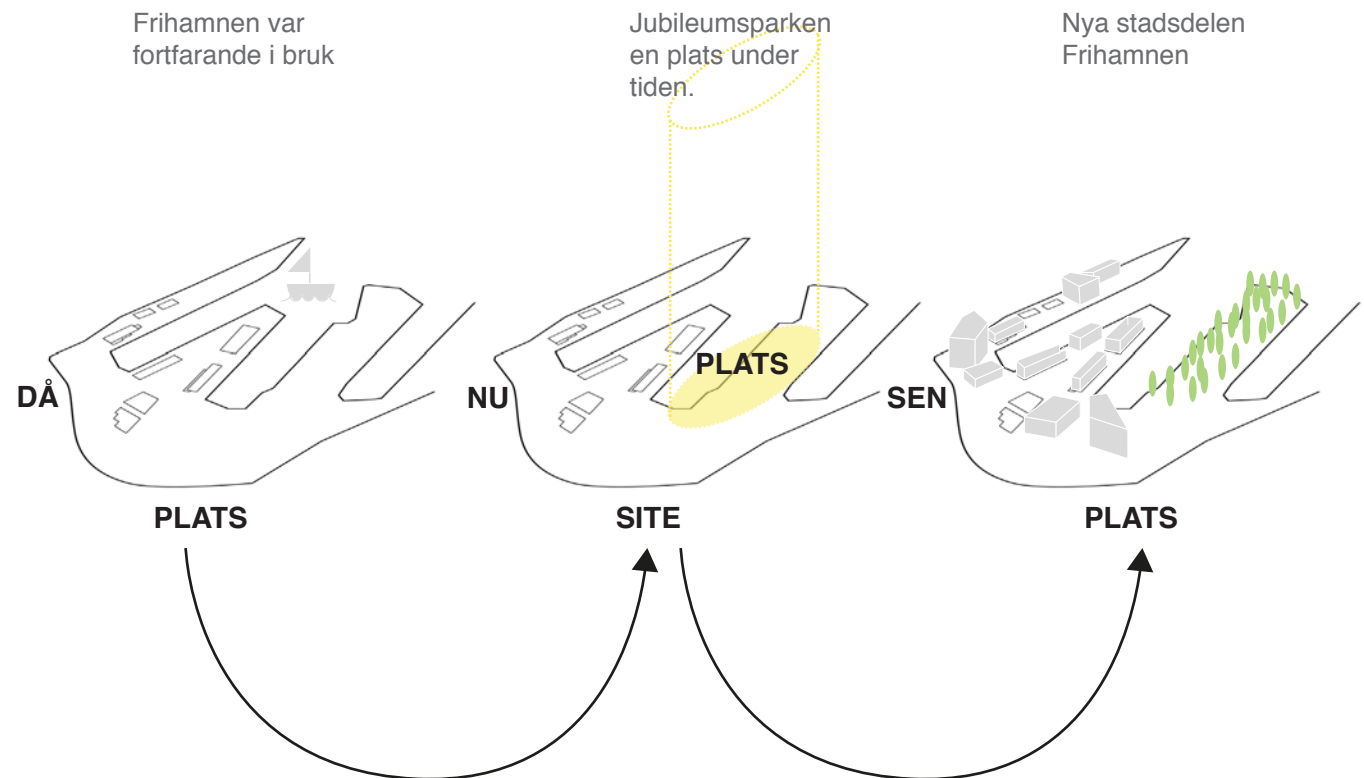 Frihamnen var
fortfarande i bruk
Jubileumsparken
en plats under
tiden.
Nya stadsdelen
Frihamnen
DÅ
NU
PLATS
SEN
PLATS
SITE
PLATS